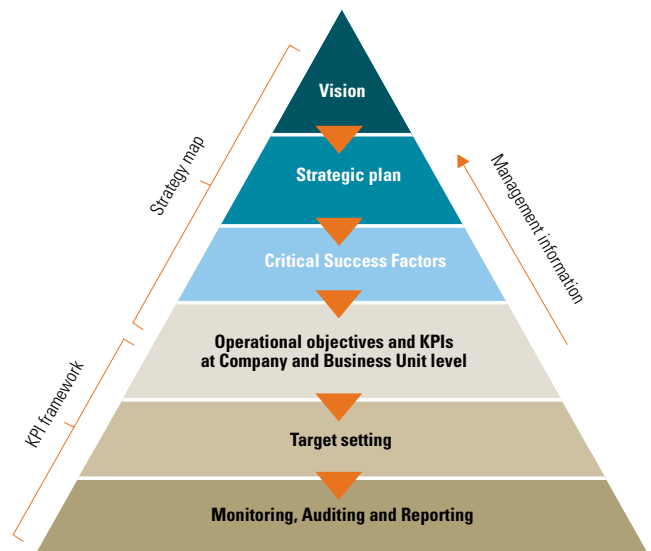 Vision
Strategic plan
Critical Success Factors
Operational objectives and KPIs
at Company and Business Unit level
Target setting
Monitoring, Auditing and Reporting
Strategy map
KPI framework
Management information